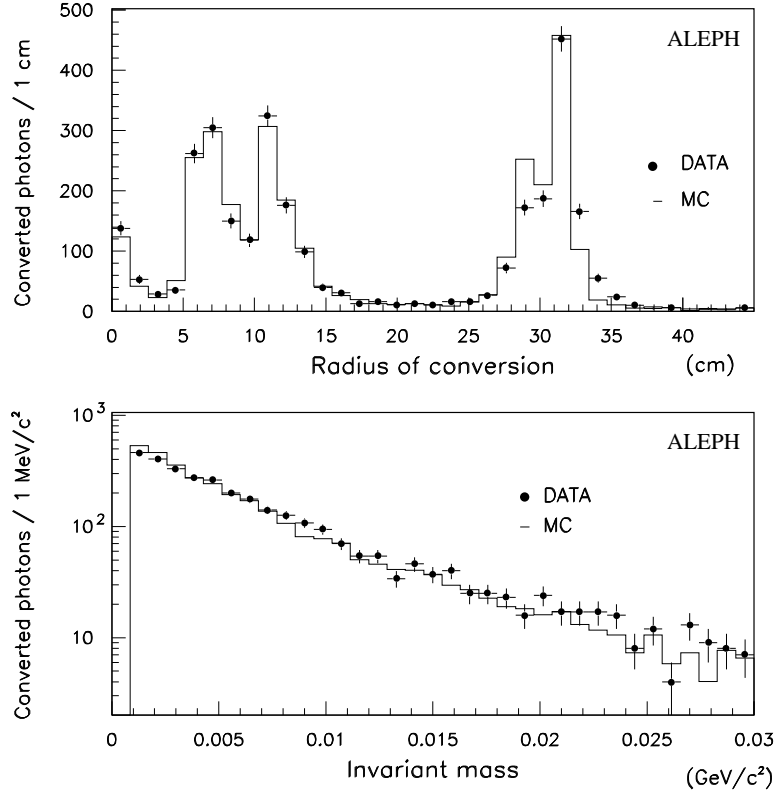 500
400
300
200
100
0
Converted photons / 1 cm
ALEPH
DATA
MC
0 5 10 15 20 25 30 35 40
Radius of conversion (cm)
10³
10²
10
Converted photons / 1 MeV/c²
ALEPH
DATA
MC
0 0.005 0.01 0.015 0.02 0.025 0.03
Invariant mass (GeV/c²)